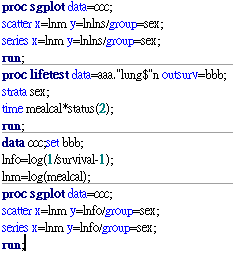 proc sgplot data=ccc;
scatter x=lnm y=lnlns/group=sex;
series x=lnm y=lnlns/group=sex;
run;
proc lifetest data=aaa."lung$"n outsurv=bbb;
strata sex;
time mealcal*status(2);
run;
data ccc;set bbb;
lnfo=log(1/survival-1);
lnm=log(mealcal);
proc sgplot data=ccc;
scatter x=lnm y=lnfo/group=sex;
series x=lnm y=lnfo/group=sex;
run;